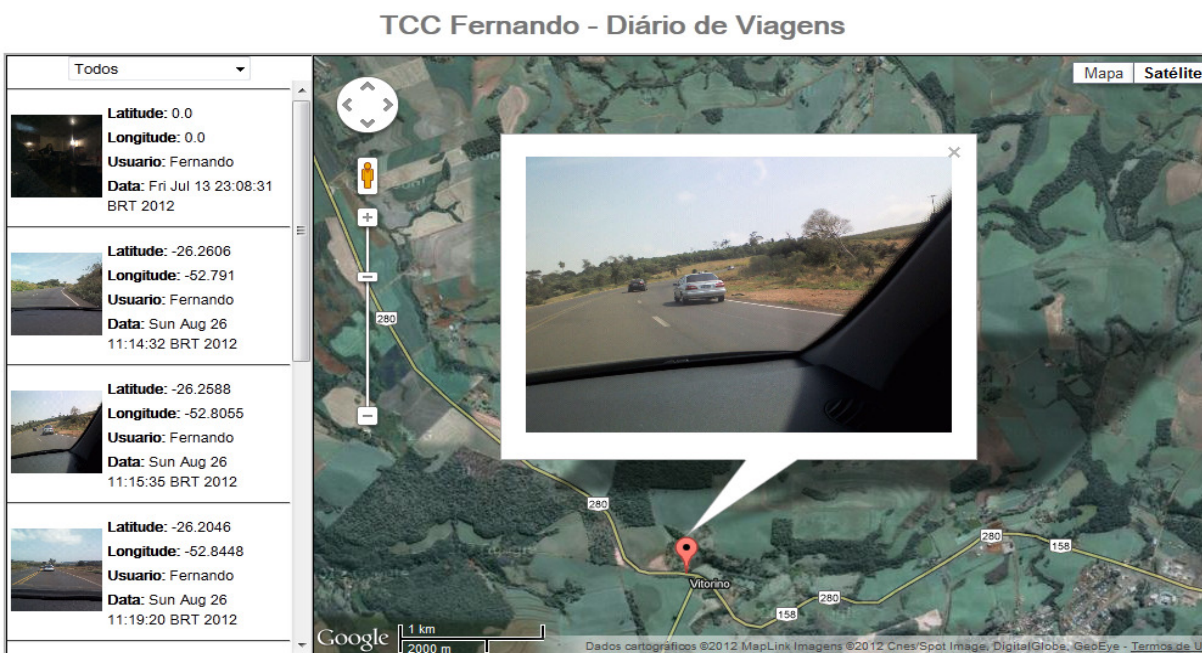 TCC Fernando - Diário de Viagens
Todos
Latitude: 0.0
Longitude: 0.0
Usuario: Fernando
Data: Fri Jul 13 23:08:31
BRT 2012
Latitude: -26.2606
Longitude: -52.791
Usuario: Fernando
Data: Sun Aug 26
11:14:32 BRT 2012
Latitude: -26.2588
Longitude: -52.8055
Usuario: Fernando
Data: Sun Aug 26
11:15:35 BRT 2012
Latitude: -26.2046
Longitude: -52.8448
Usuario: Fernando
Data: Sun Aug 26
11:19:20 BRT 2012
Mapa
Satélite
280
280
280
158
Vitorino
280
158
Google
1 km
2000 m
Dados cartográficos ©2012 MapLink Imagens ©2012 Cnes/Spot Image, DigitalGlobe, GeoEye - Termos de